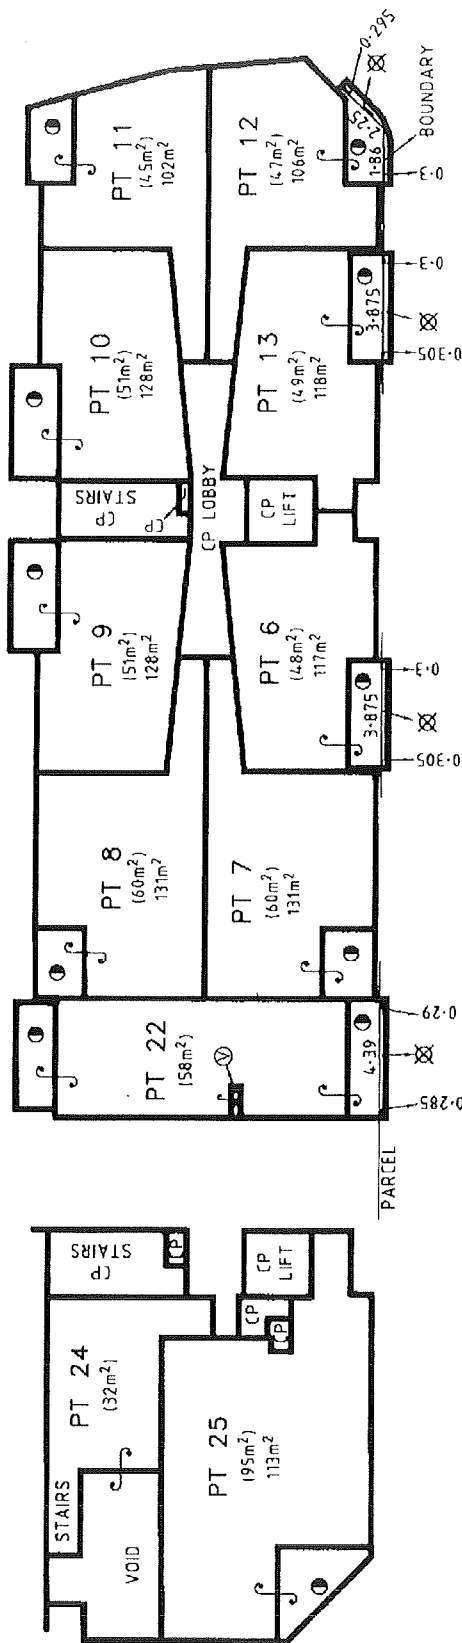 PT 11
(45m²)
102m²
PT 12
(47m²)
106m²
0·295
2·25
1·86
BOUNDARY
0·3
PT 10
(51m²)
128m²
PT 13
(49m²)
118m²
3·875
0·3
0·305
CP
STAIRS
CP
CP LOBBY
CP
LIFT
PT 9
(51m²)
128m²
PT 6
(48m²)
117m²
3·875
0·3
0·305
PT 8
(60m²)
131m²
PT 7
(60m²)
131m²
PT 22
(58m²)
V
4·39
0·29
0·285
PARCEL
CP
STAIRS
CP
CP
LIFT
CP
CP
PT 24
(32m²)
STAIRS
VOID
PT 25
(95m²)
113m²